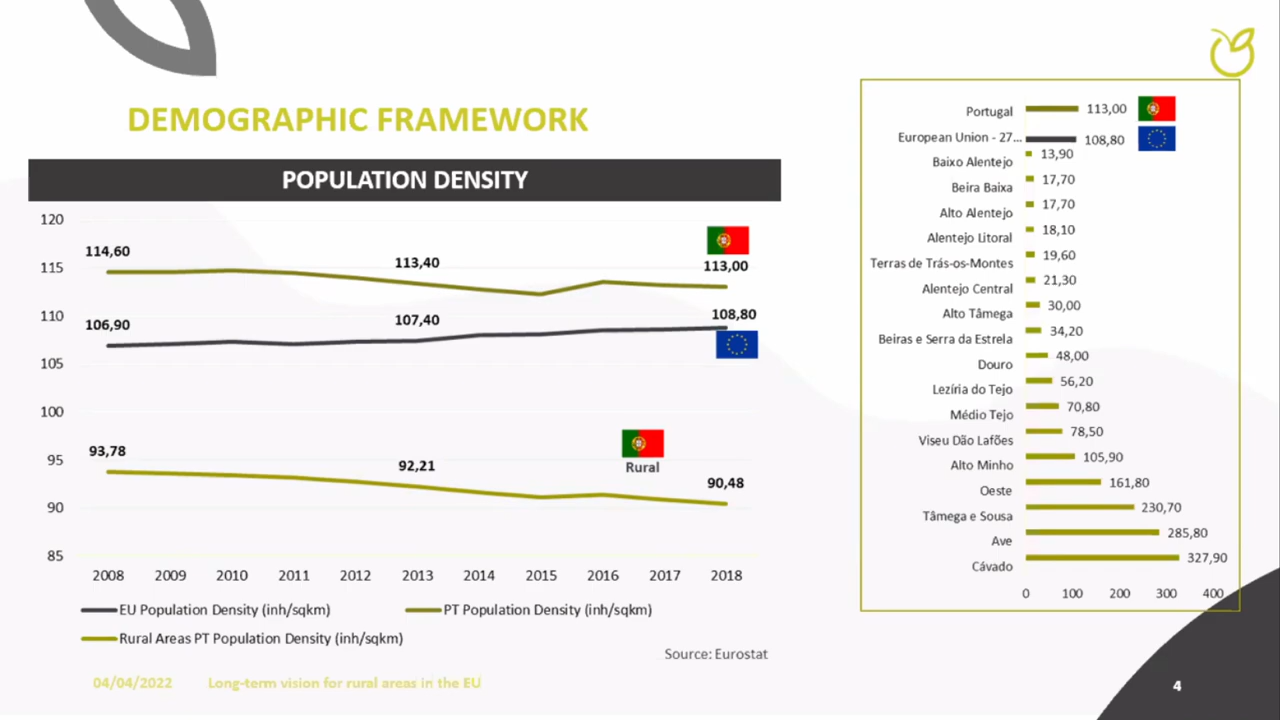 DEMOGRAPHIC FRAMEWORK
POPULATION DENSITY
120
115
110
105
100
95
90
85
114,60
113,40
113,00
106,90
107,40
108,80
93,78
92,21
Rural
90,48
2008 2009 2010 2011 2012 2013 2014 2015 2016 2017 2018
EU Population Density (inh/sqkm)
PT Population Density (inh/sqkm)
Rural Areas PT Population Density (inh/sqkm)
Source: Eurostat
Portugal 113,00
European Union - 27... 108,80
Baixo Alentejo 13,90
Beira Baixa 17,70
Alto Alentejo 17,70
Alentejo Litoral 18,10
Terras de Trás-os-Montes 19,60
Alentejo Central 21,30
Alto Tâmega 30,00
Beiras e Serra da Estrela 34,20
Douro 48,00
Lezíria do Tejo 56,20
Médio Tejo 70,80
Viseu Dão Lafões 78,50
Alto Minho 105,90
Oeste 161,80
Tâmega e Sousa 230,70
Ave 285,80
Cávado 327,90
0 100 200 300 400
04/04/2022 Long-term vision for rural areas in the EU
4